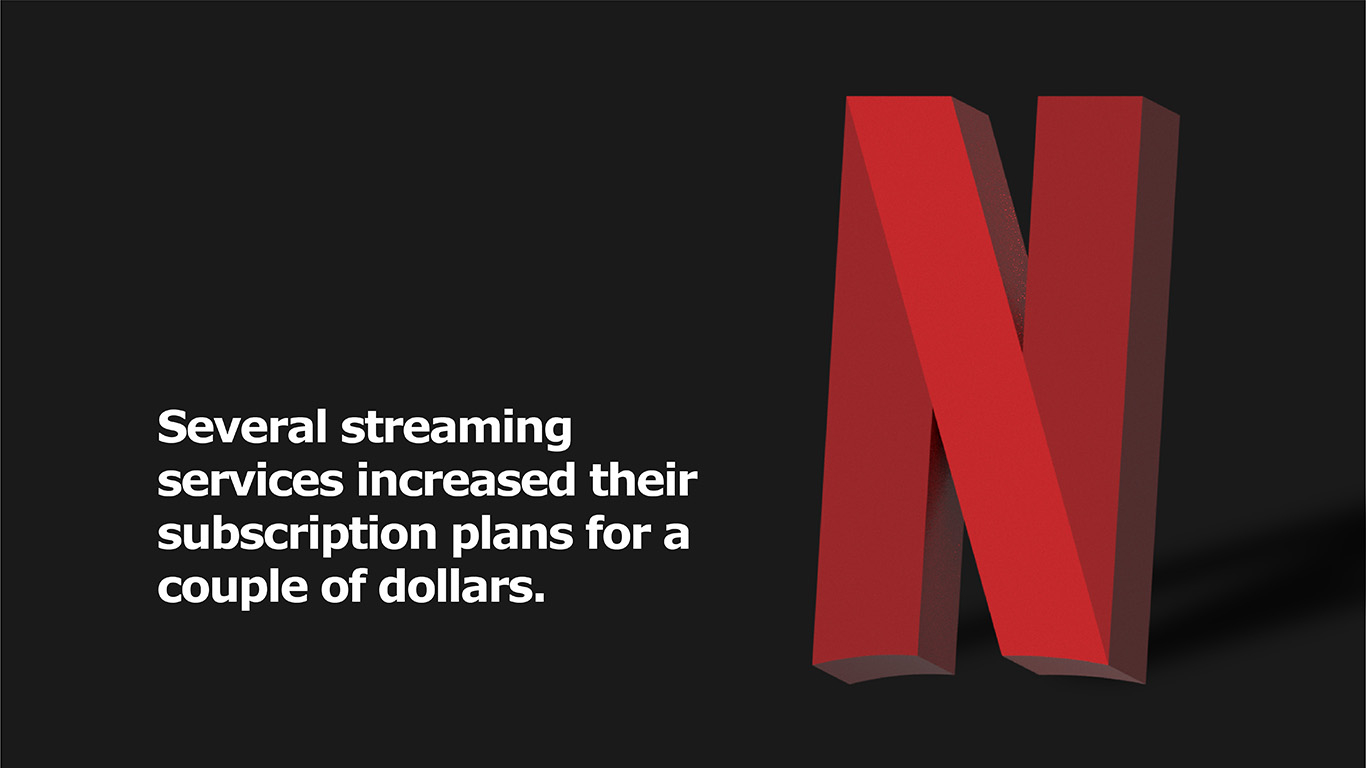 Several streaming
services increased their
subscription plans for a
couple of dollars.
N